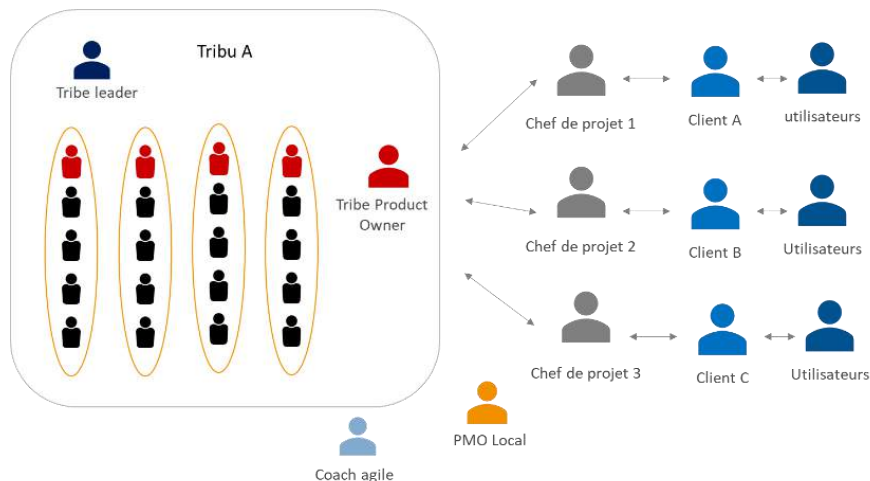 Tribu A
Tribe leader
Tribe Product
Owner
Chef de projet 1
Client A
utilisateurs
Chef de projet 2
Client B
Utilisateurs
Chef de projet 3
Client C
Utilisateurs
PMO Local
Coach agile